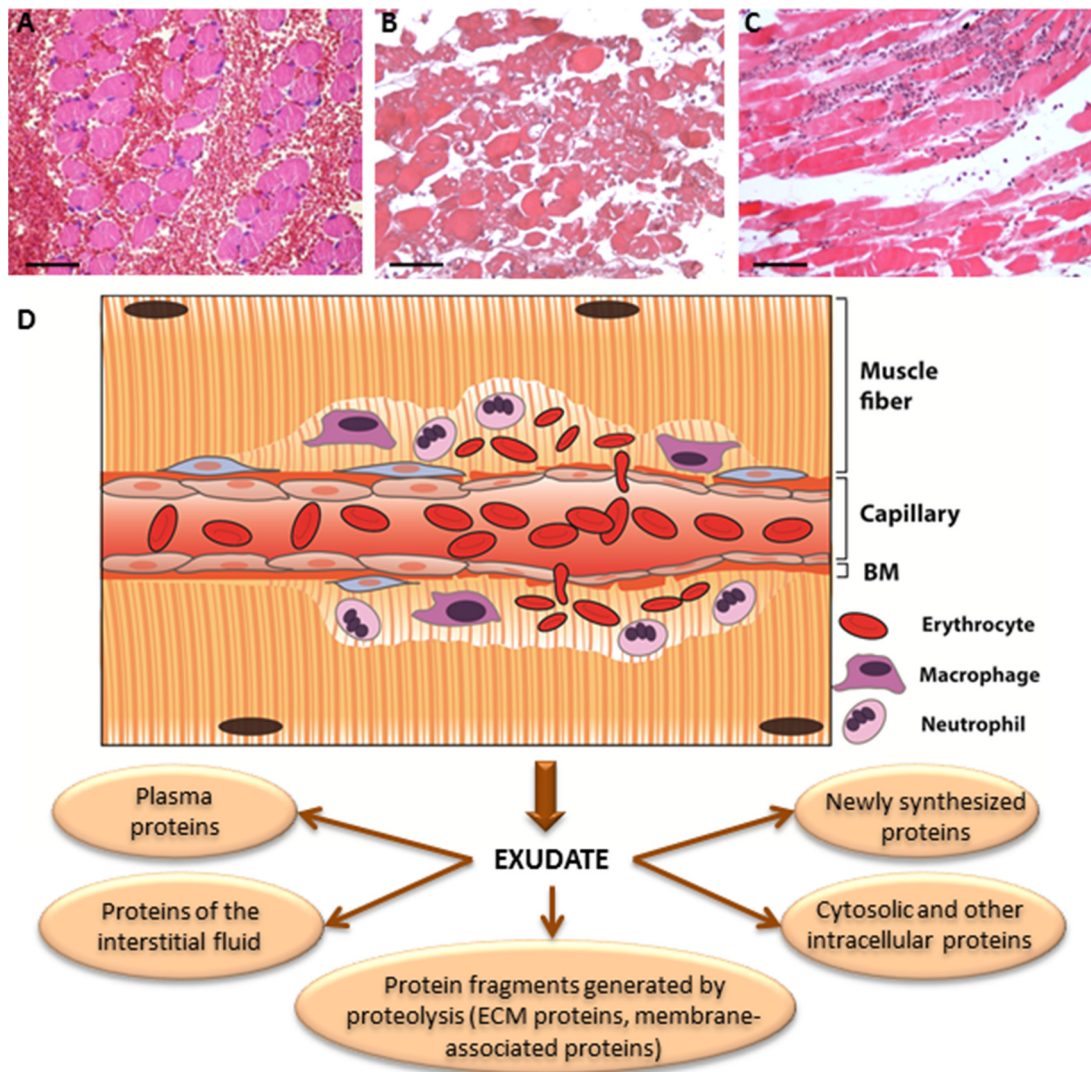 A
B
C
D
Muscle
fiber
Capillary
BM
Erythrocyte
Macrophage
Neutrophil
Plasma
proteins
Newly synthesized
proteins
EXUDATE
Proteins of the
interstitial fluid
Cytosolic and other
intracellular proteins
Protein fragments generated by
proteolysis (ECM proteins, membrane-
associated proteins)